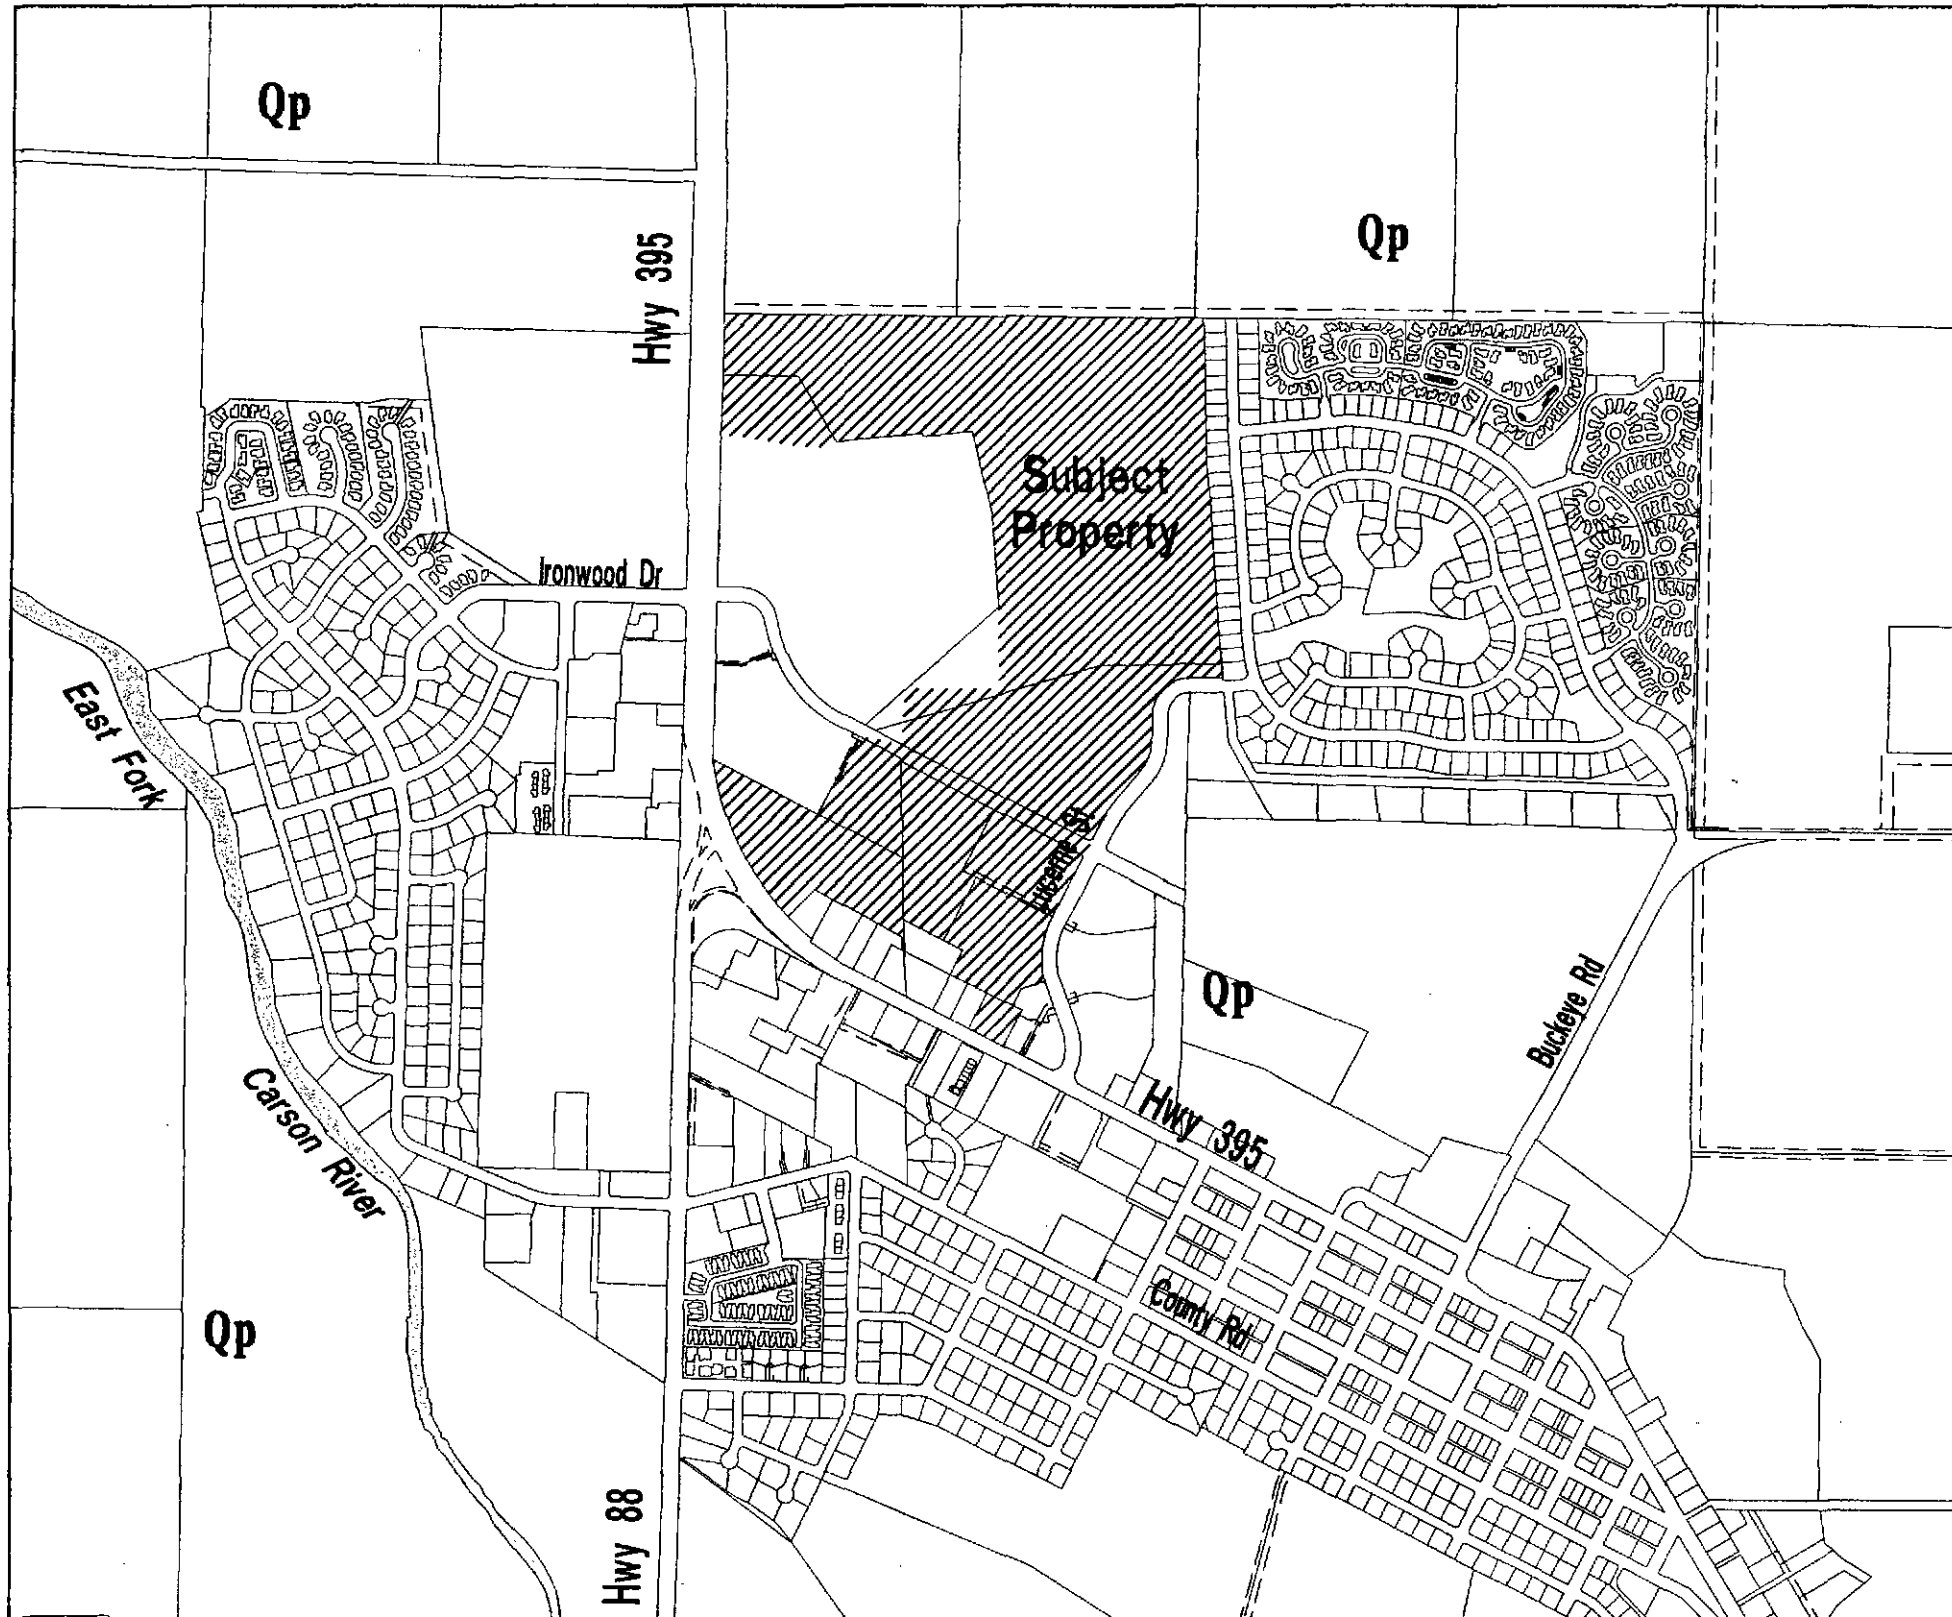 Qp
Qp
Hwy 395
Subject
Property
Ironwood Dr
East Fork
Lucerne St
Qp
Buckeye Rd
Carson River
Hwy 395
County Rd
Qp
Hwy 88